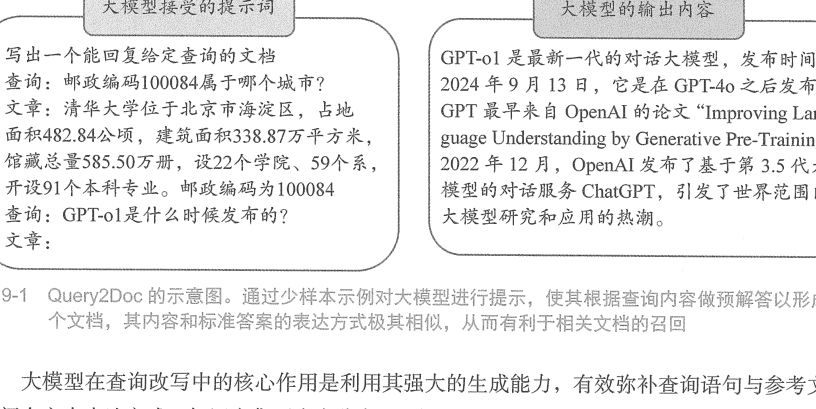 大模型接受的提示词
写出一个能回复给定查询的文档
查询：邮政编码100084属于哪个城市？
文章：清华大学位于北京市海淀区，占地
面积482.84公顷，建筑面积338.87万平方米，
馆藏总量585.50万册，设22个学院、59个系，
开设91个本科专业。邮政编码为100084
查询：GPT-o1是什么时候发布的？
文章：
大模型的输出内容
GPT-o1 是最新一代的对话大模型，发布时间
2024 年 9 月 13 日，它是在 GPT-4o 之后发布
GPT 最早来自 OpenAI 的论文 “Improving Lan
guage Understanding by Generative Pre-Trainin
2022 年 12 月，OpenAI 发布了基于第 3.5 代
模型的对话服务 ChatGPT，引发了世界范围
大模型研究和应用的热潮。
9-1 Query2Doc 的示意图。通过少样本示例对大模型进行提示，使其根据查询内容做预解答以形
个文档，其内容和标准答案的表达方式极其相似，从而有利于相关文档的召回
大模型在查询改写中的核心作用是利用其强大的生成能力，有效弥补查询语句与参考文